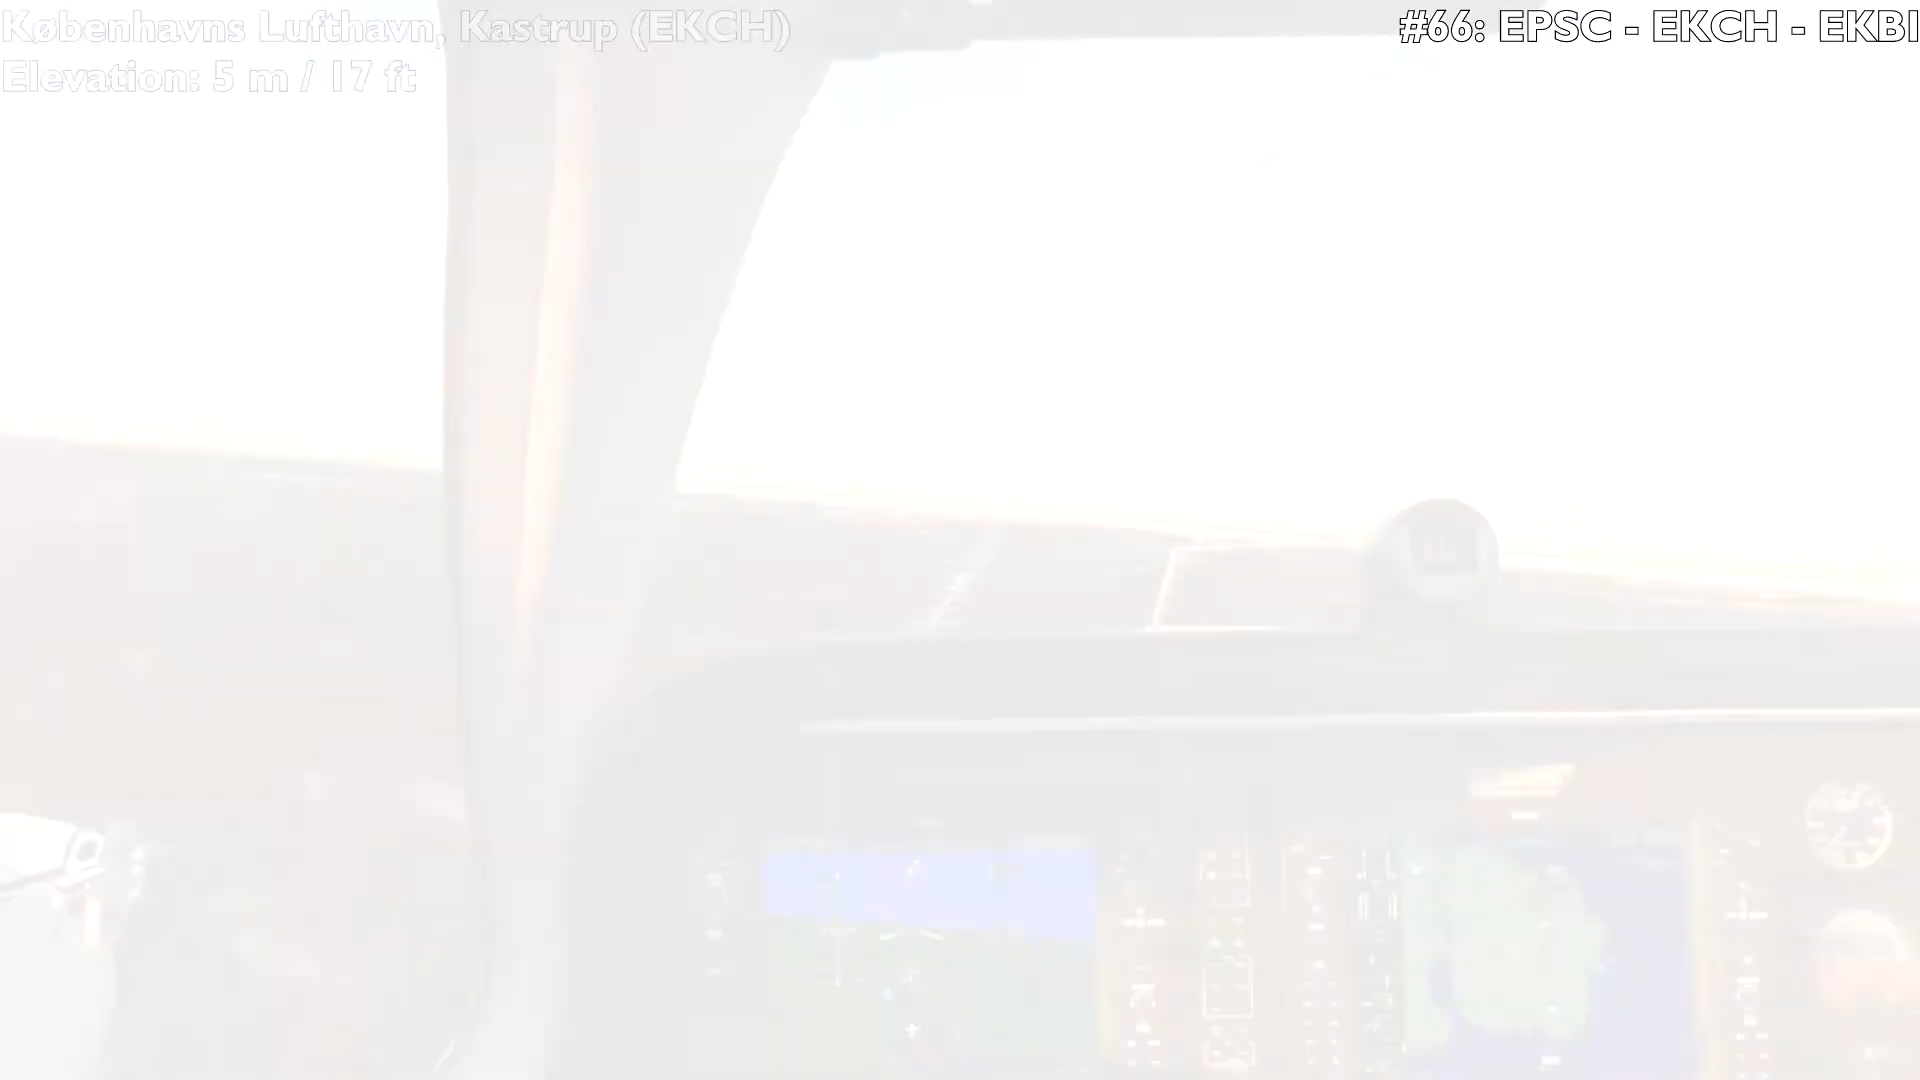 Københavns Lufthavn, Kastrup (EKCH)
#66: EPSC - EKCH - EKBI
Elevation: 5 m / 17 ft